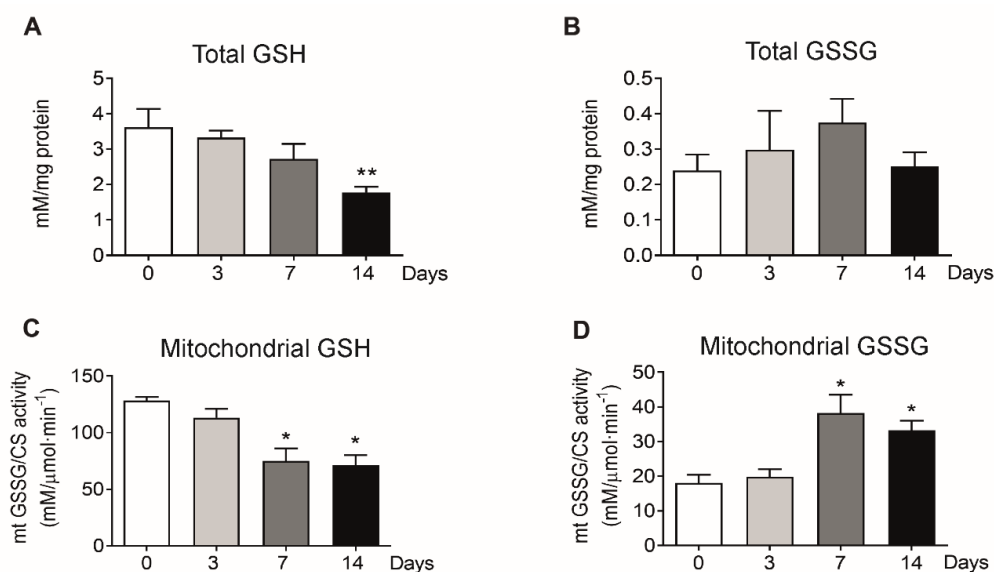 A
Total GSH
mM/mg protein
5
4
3
2
1
0
**
0 3 7 14 Days
B
Total GSSG
mM/mg protein
0.5
0.4
0.3
0.2
0.1
0.0
0 3 7 14 Days
C
Mitochondrial GSH
mt GSSG/CS activity
(mM/μmol·min⁻¹)
150
100
50
0
* *
0 3 7 14 Days
D
Mitochondrial GSSG
mt GSSG/CS activity
(mM/μmol·min⁻¹)
50
40
30
20
10
0
* *
0 3 7 14 Days